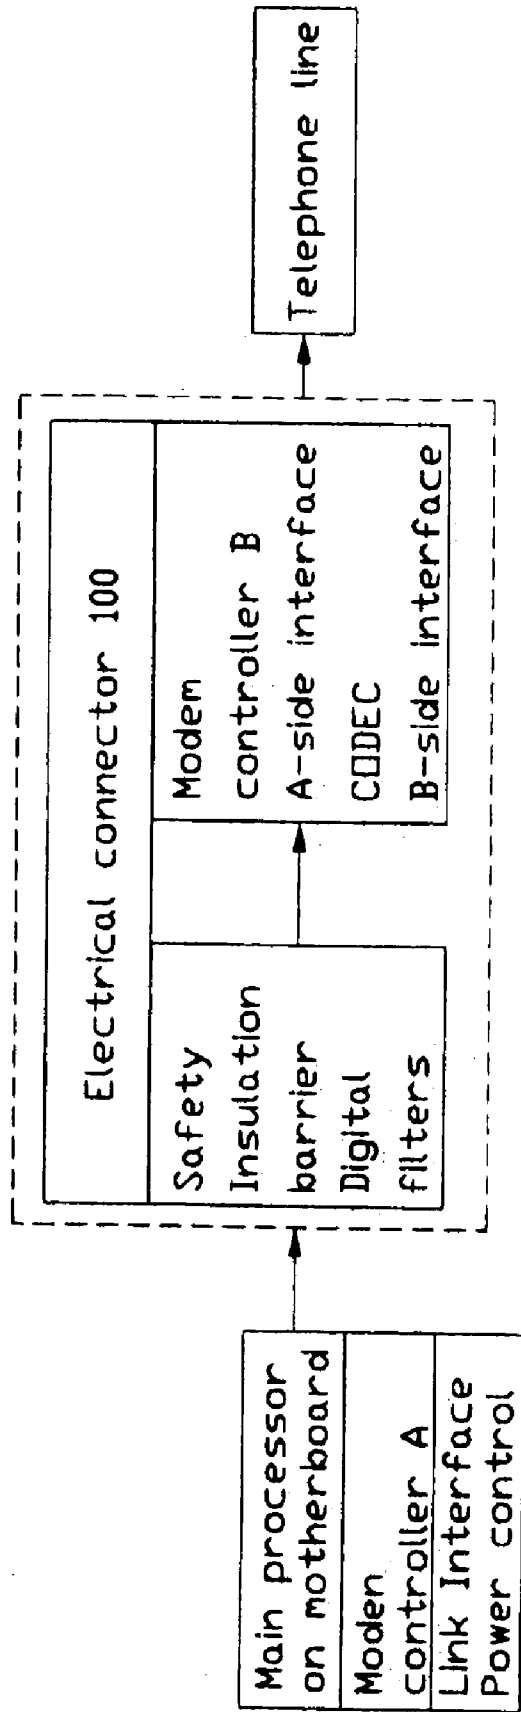 Main processor
on motherboard
Moden
controller A
Link Interface
Power control
Electrical connector 100
Safety
Insulation
barrier
Digital
filters
Modem
controller B
A-side interface
CODEC
B-side interface
Telephone line